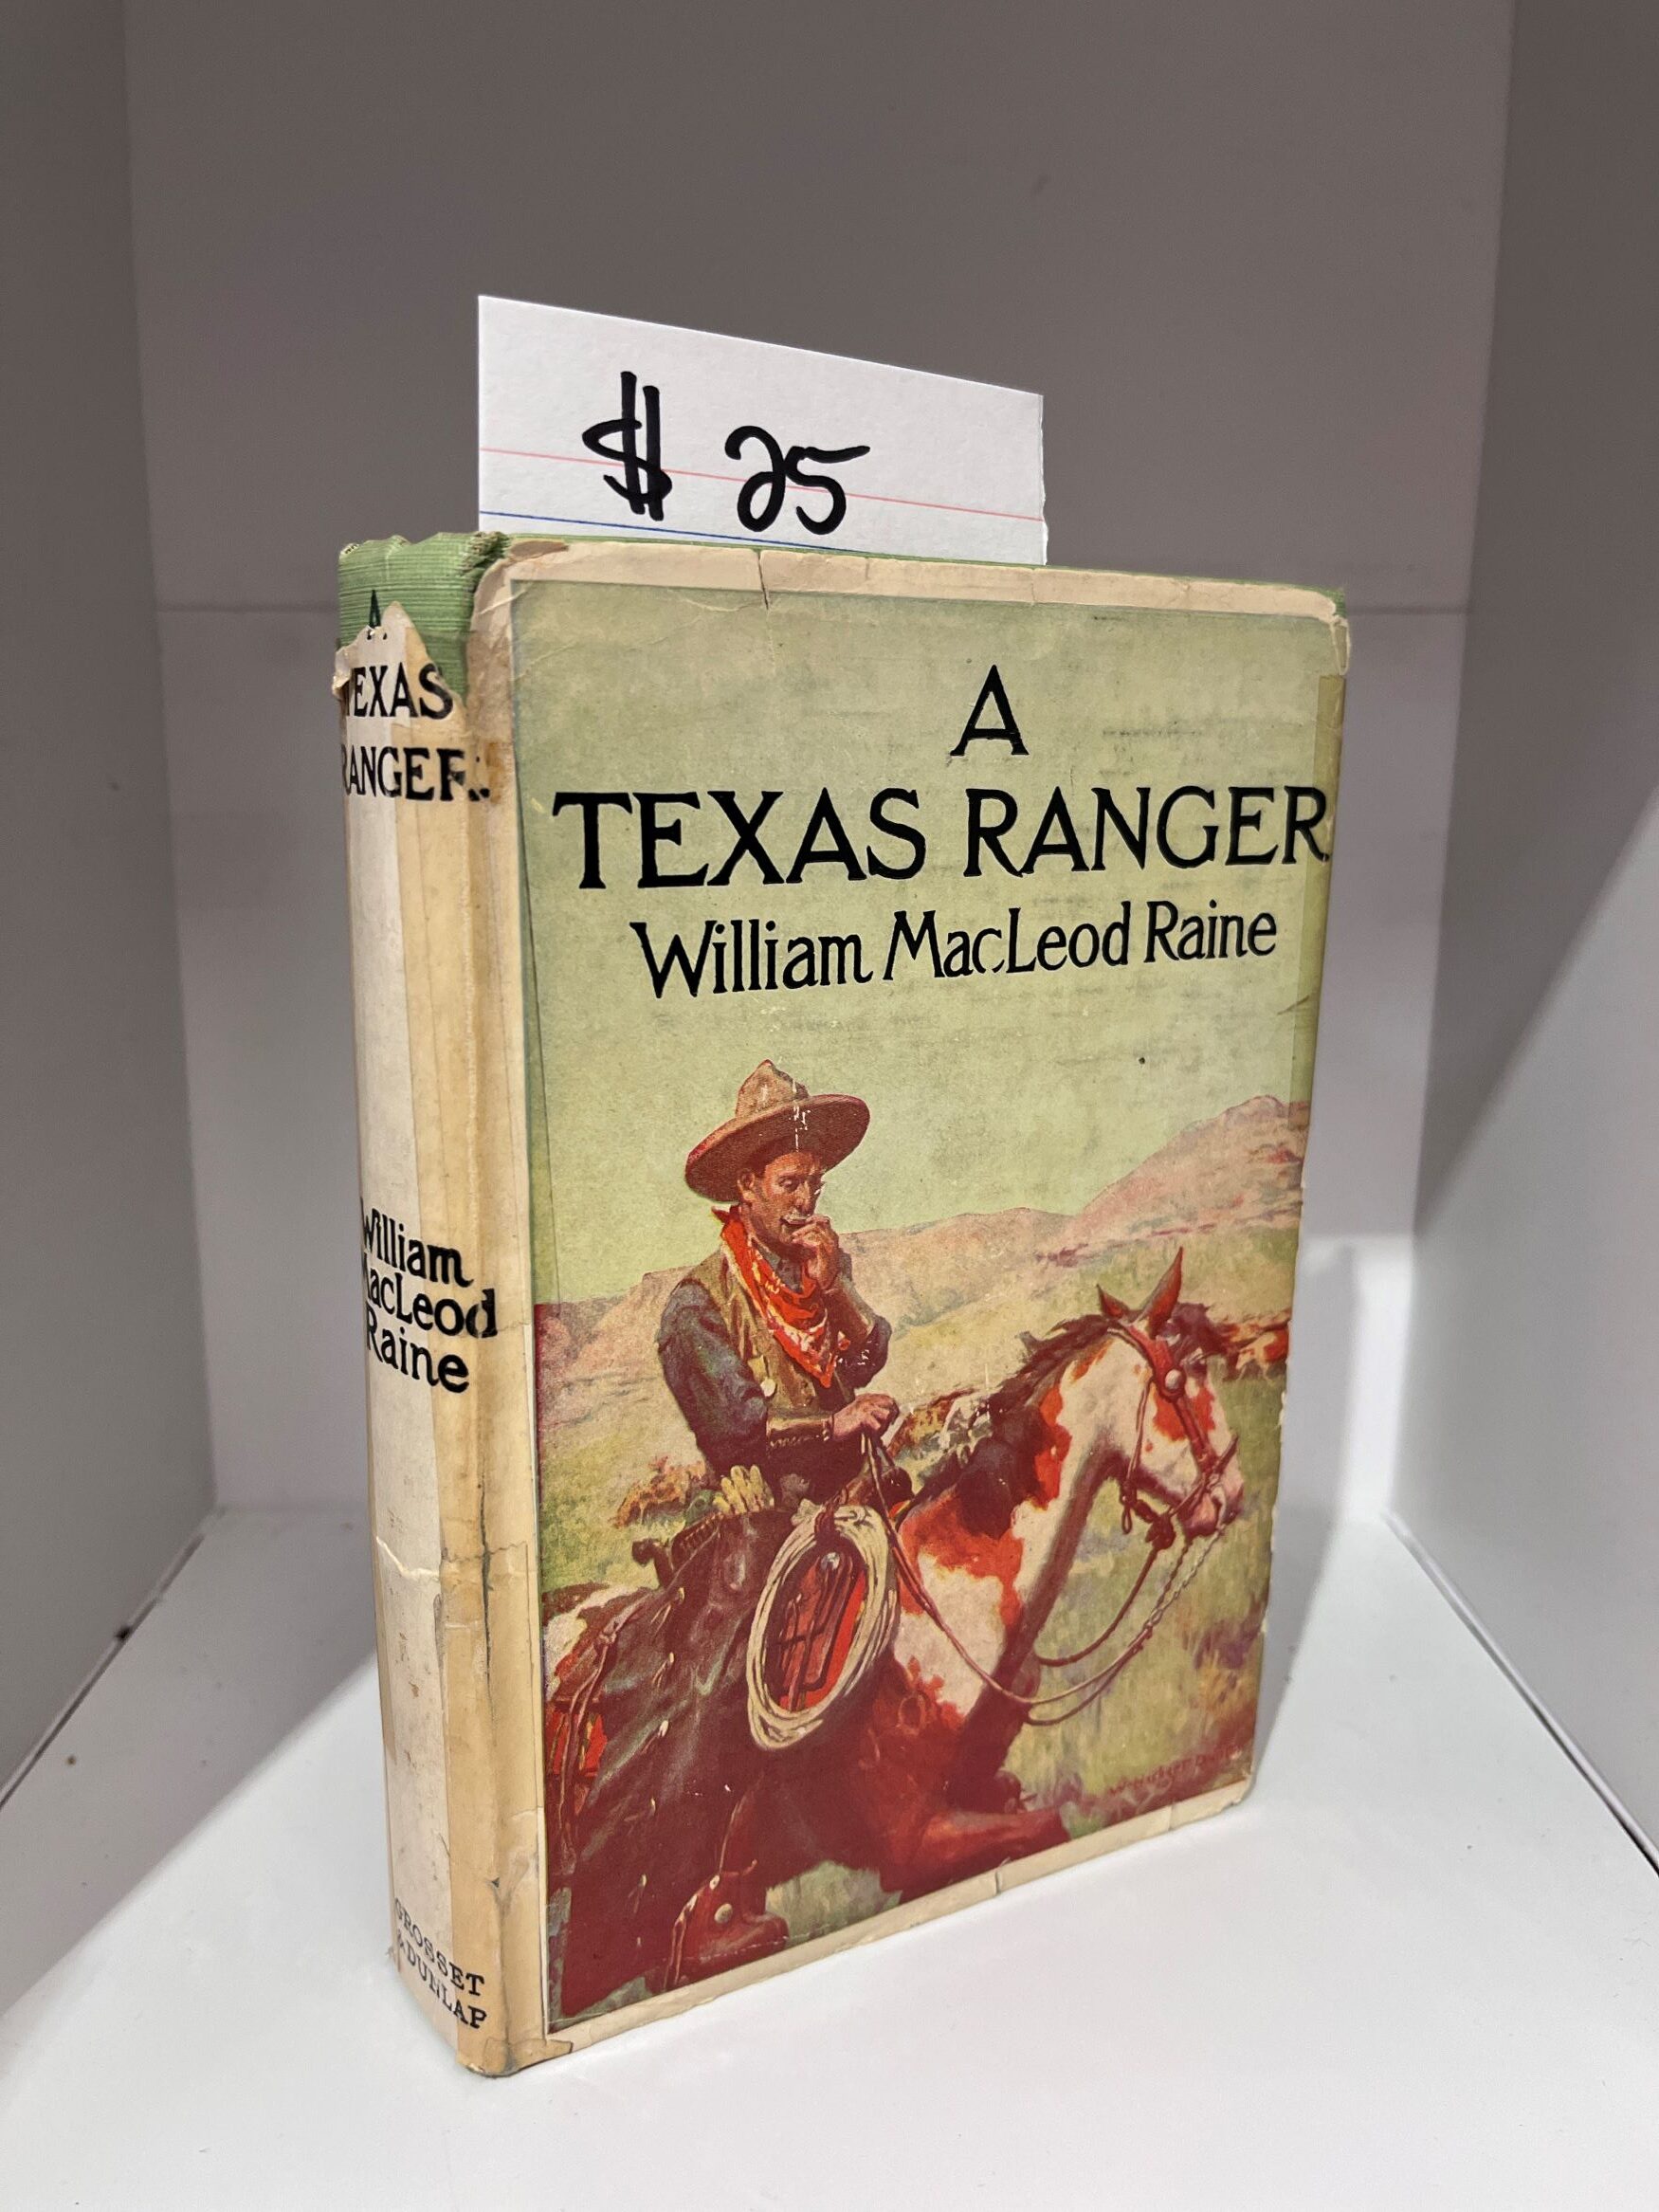 $ 25
A
TEXAS
RANGER
William
MacLeod
Raine
GROSSET
& DUNLAP
A
TEXAS RANGER
William MacLeod Raine